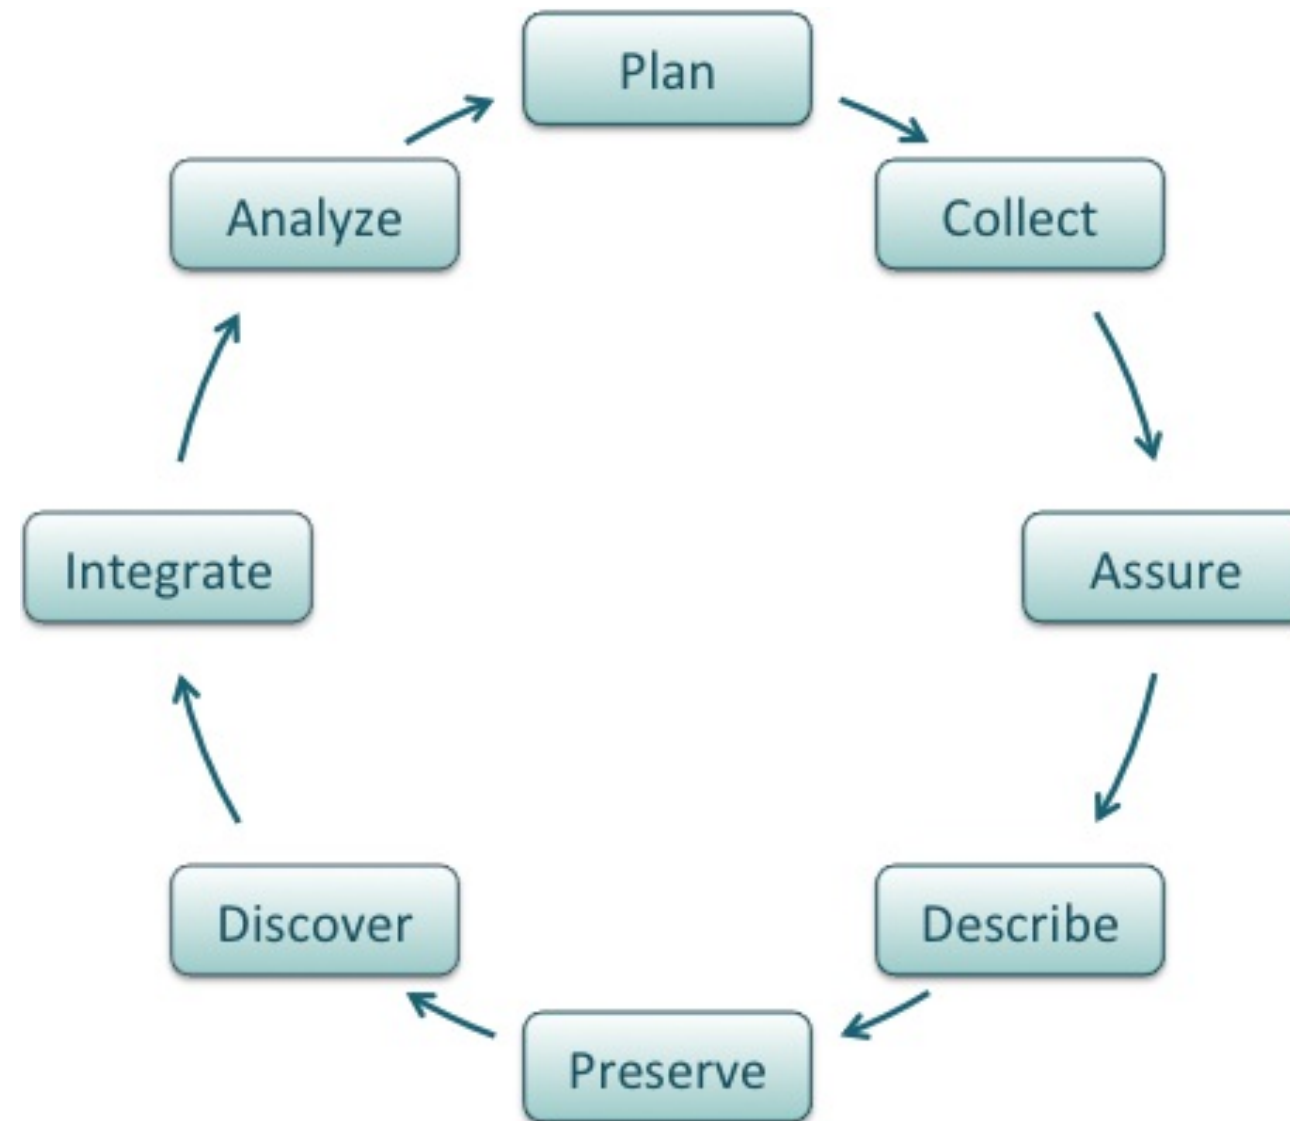 Plan
Collect
Assure
Describe
Preserve
Discover
Integrate
Analyze